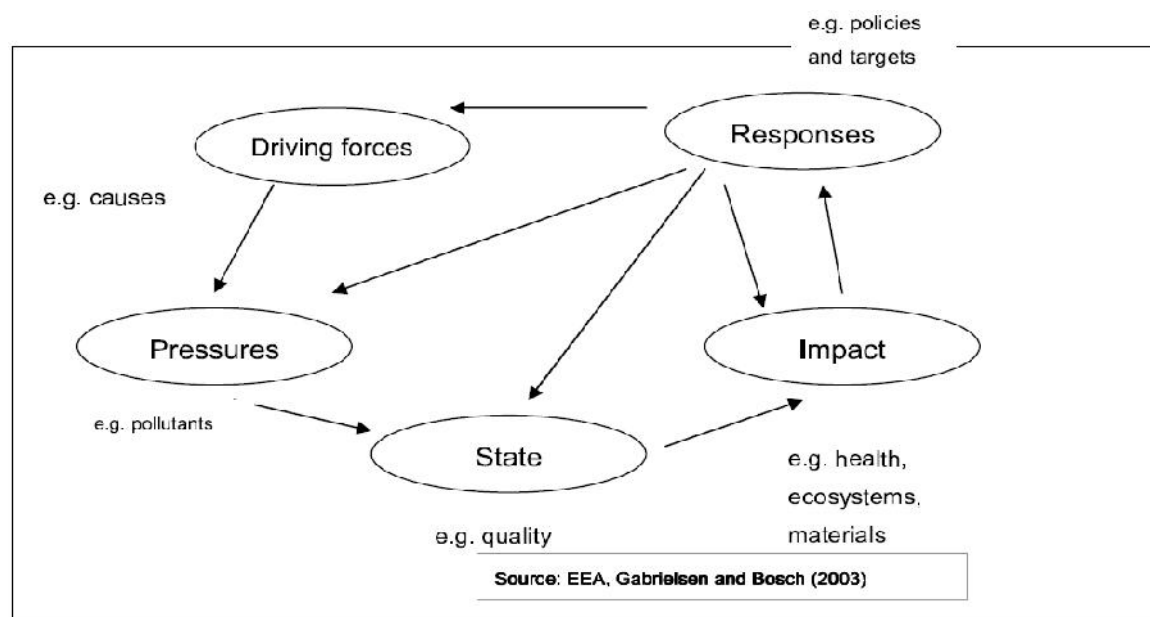 e.g. policies
and targets
Responses
Driving forces
e.g. causes
Pressures
Impact
e.g. pollutants
State
e.g. health,
ecosystems,
materials
e.g. quality
Source: EEA, Gabrielsen and Bosch (2003)